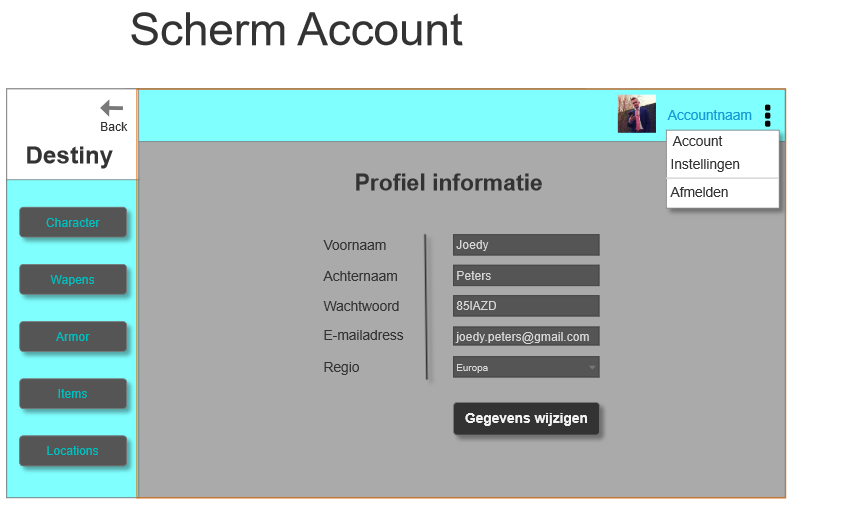 Scherm Account
Back
Destiny
Accountnaam
Account
Instellingen
Afmelden
Character
Wapens
Armor
Items
Locations
Profiel informatie
Voornaam Joedy
Achternaam Peters
Wachtwoord 85IAZD
E-mailadress joedy.peters@gmail.com
Regio Europa
Gegevens wijzigen